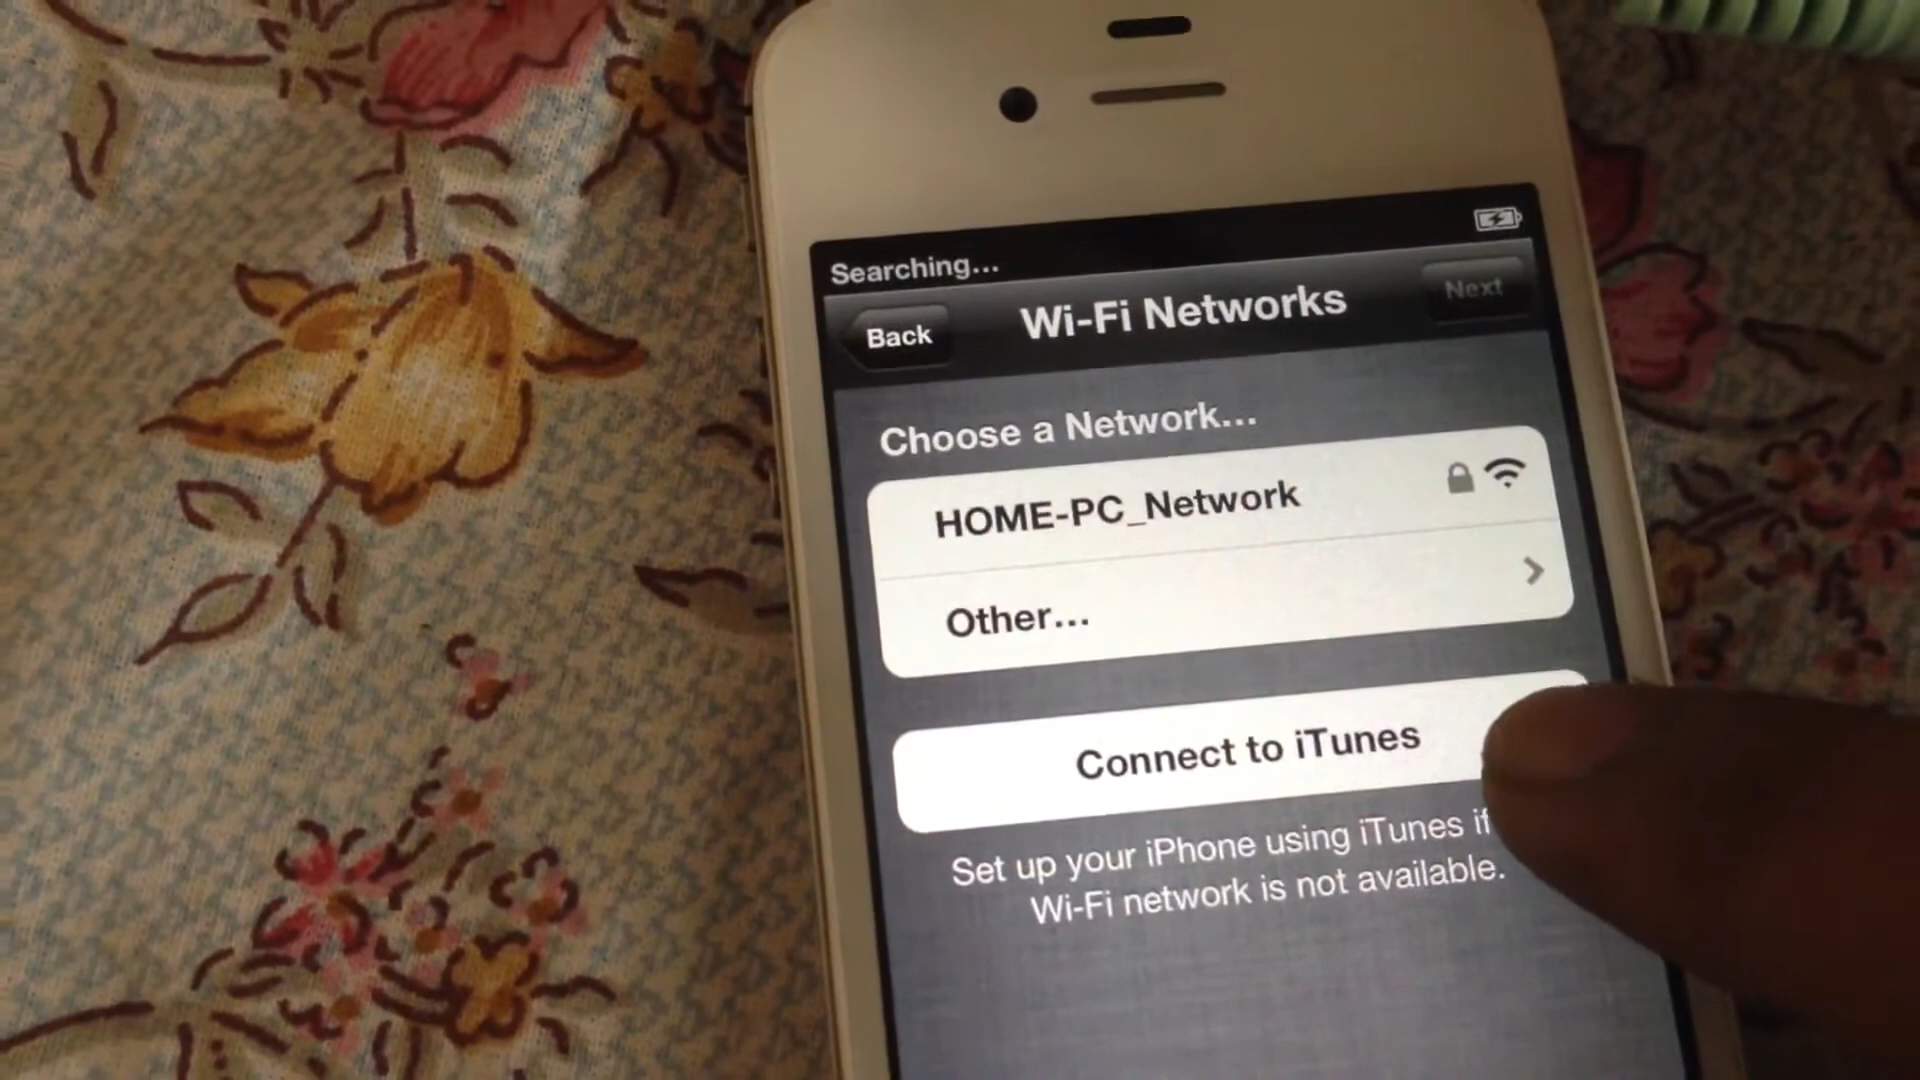 Searching...
Back
Wi-Fi Networks
Next
Choose a Network...
HOME-PC_Network
Other...
Connect to iTunes
Set up your iPhone using iTunes if
Wi-Fi network is not available.